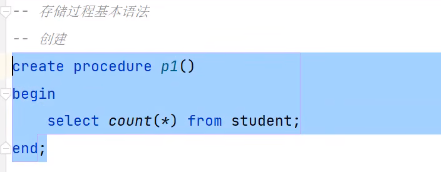 -- 存储过程基本语法
-- 创建
create procedure p1()
begin
    select count(*) from student;
end;